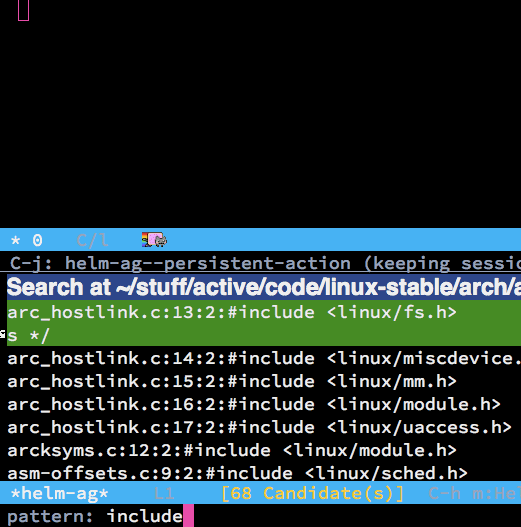 * 0 C/l
C-j: helm-ag--persistent-action (keeping sessio
Search at ~/stuff/active/code/linux-stable/arch/a
arc_hostlink.c:13:2:#include <linux/fs.h>
s */
arc_hostlink.c:14:2:#include <linux/miscdevice.
arc_hostlink.c:15:2:#include <linux/mm.h>
arc_hostlink.c:16:2:#include <linux/module.h>
arc_hostlink.c:17:2:#include <linux/uaccess.h>
arcksyms.c:12:2:#include <linux/module.h>
asm-offsets.c:9:2:#include <linux/sched.h>
*helm-ag* L1 [68 Candidate(s)] C-h m:Hel
pattern: include